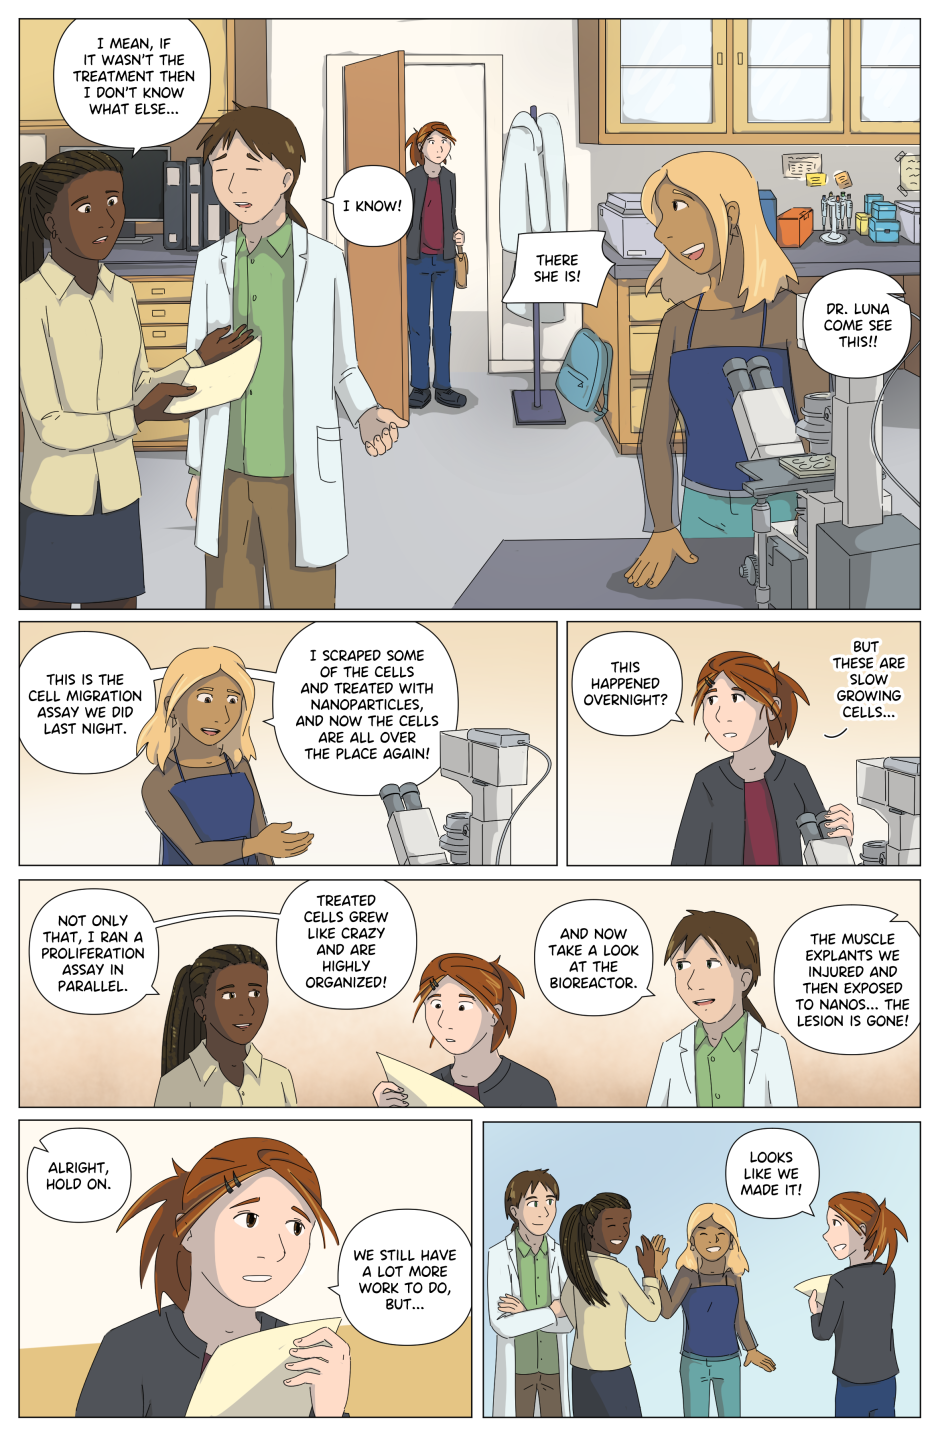 I MEAN, IF
IT WASN'T THE
TREATMENT THEN
I DON'T KNOW
WHAT ELSE...
I KNOW!
THERE
SHE IS!
DR. LUNA
COME SEE
THIS!!
THIS IS THE
CELL MIGRATION
ASSAY WE DID
LAST NIGHT.
I SCRAPED SOME
OF THE CELLS
AND TREATED WITH
NANOPARTICLES,
AND NOW THE CELLS
ARE ALL OVER
THE PLACE AGAIN!
THIS
HAPPENED
OVERNIGHT?
BUT
THESE ARE
SLOW
GROWING
CELLS...
NOT ONLY
THAT, I RAN A
PROLIFERATION
ASSAY IN
PARALLEL.
TREATED
CELLS GREW
LIKE CRAZY
AND ARE
HIGHLY
ORGANIZED!
AND NOW
TAKE A LOOK
AT THE
BIOREACTOR.
THE MUSCLE
EXPLANTS WE
INJURED AND
THEN EXPOSED
TO NANOS... THE
LESION IS GONE!
ALRIGHT,
HOLD ON.
WE STILL HAVE
A LOT MORE
WORK TO DO,
BUT...
LOOKS
LIKE WE
MADE IT!